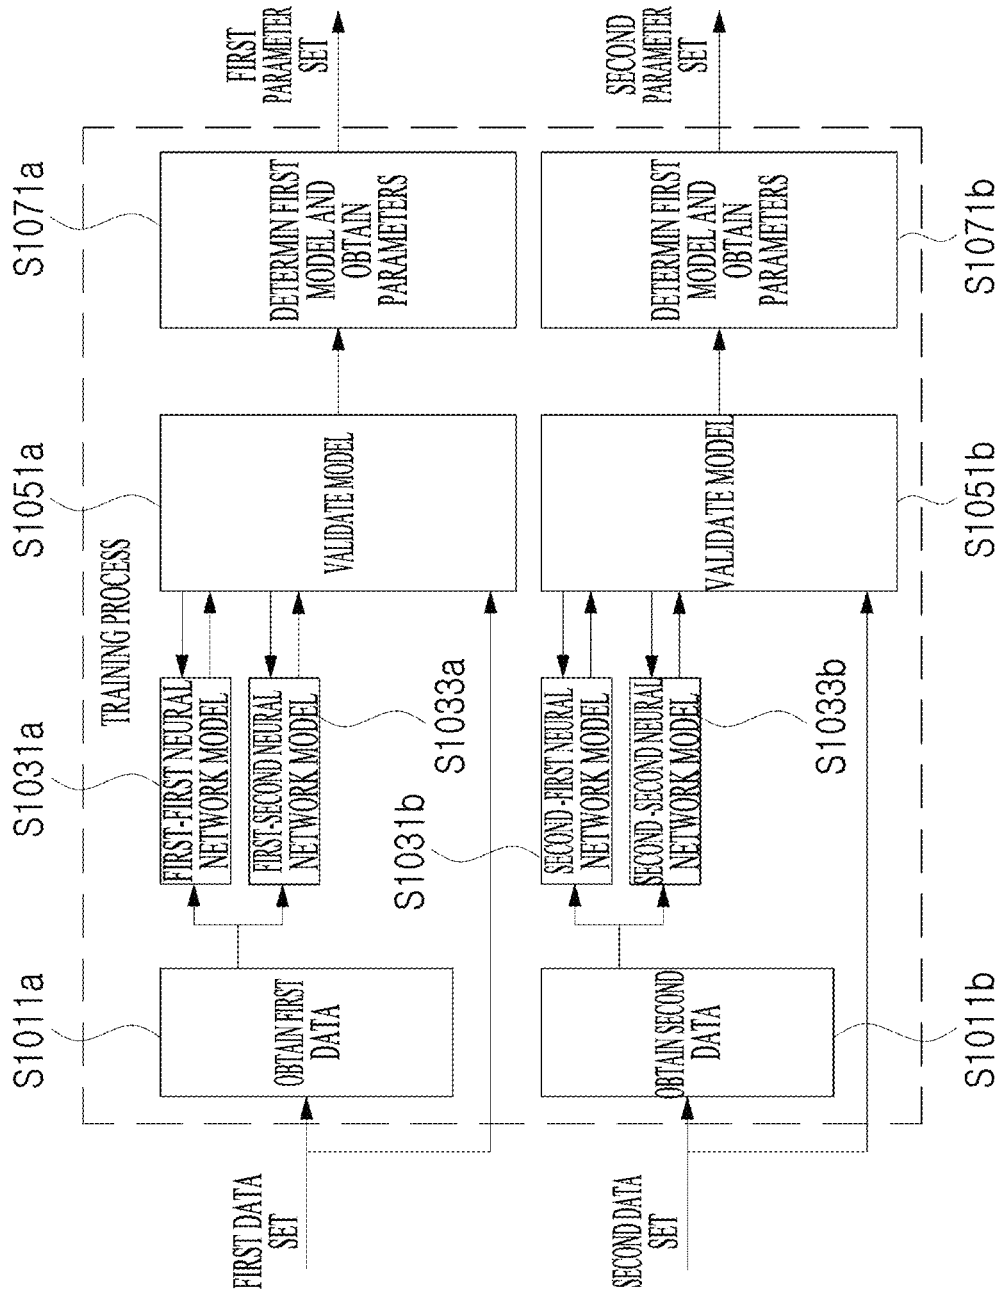 TRAINING PROCESS
S1011a
S1031a
S1051a
S1071a
FIRST DATA
SET
OBTAIN FIRST
DATA
FIRST-FIRST NEURAL
NETWORK MODEL
FIRST-SECOND NEURAL
NETWORK MODEL
S1033a
VALIDATE MODEL
DETERMIN FIRST
MODEL AND
OBTAIN
PARAMETERS
FIRST
PARAMETER
SET
S1031b
SECOND DATA
SET
OBTAIN SECOND
DATA
SECOND -FIRST NEURAL
NETWORK MODEL
SECOND -SECOND NEURAL
NETWORK MODEL
S1033b
VALIDATE MODEL
DETERMIN FIRST
MODEL AND
OBTAIN
PARAMETERS
SECOND
PARAMETER
SET
S1011b
S1051b
S1071b